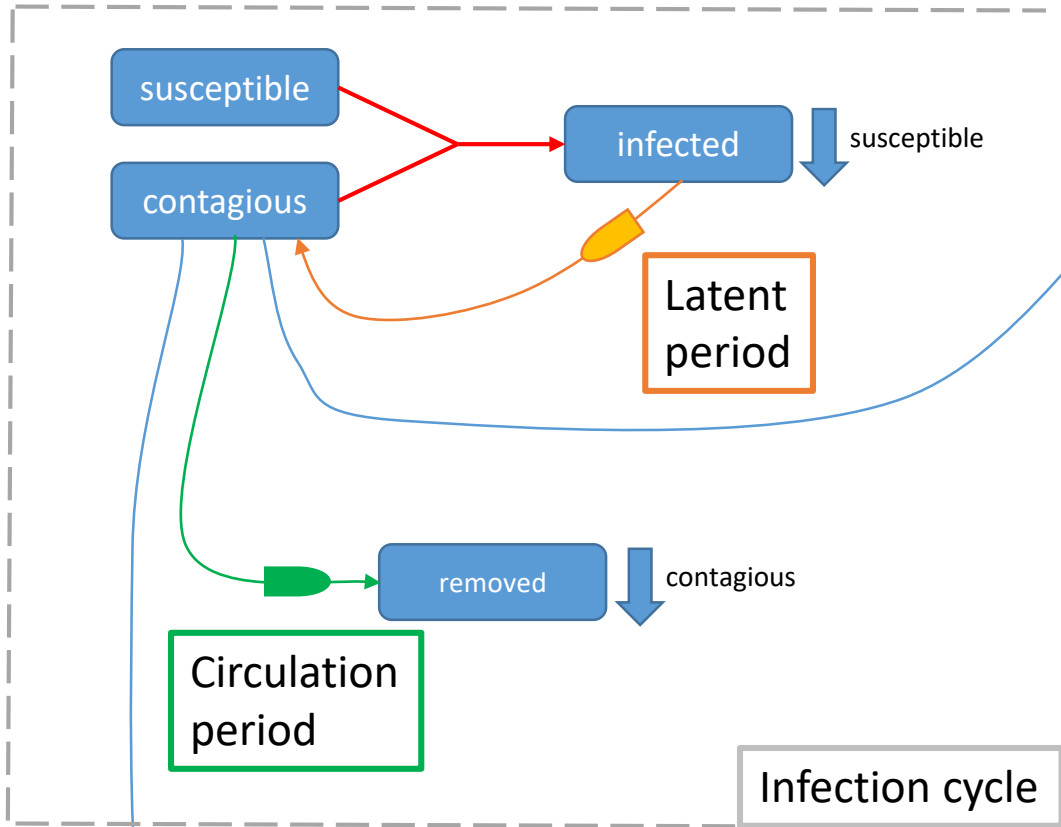 susceptible
infected
susceptible
contagious
Latent
period
removed
contagious
Circulation
period
Infection cycle